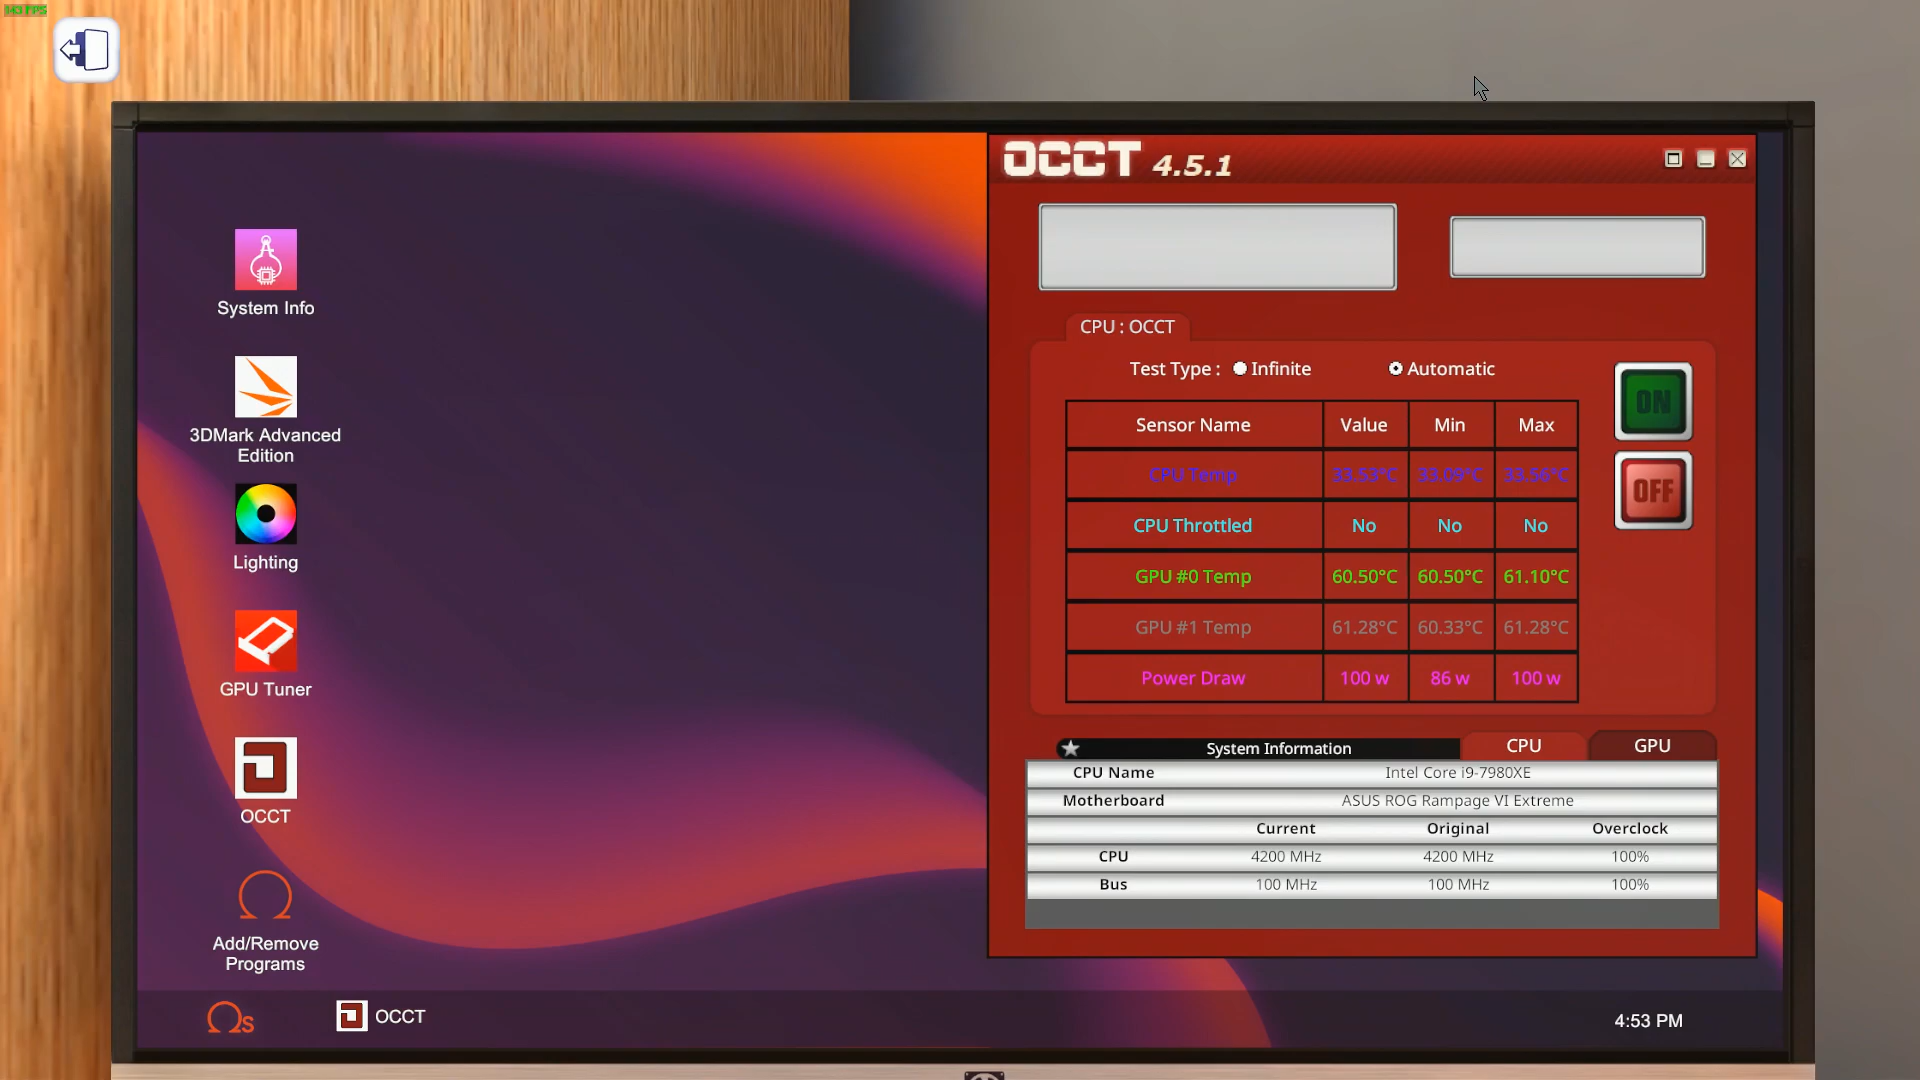 143 FPS
OCCT 4.5.1
System Info
3DMark Advanced
Edition
Lighting
GPU Tuner
OCCT
Add/Remove
Programs
CPU : OCCT
Test Type : Infinite Automatic
ON
OFF
Sensor Name Value Min Max
CPU Temp 33.53°C 33.09°C 33.56°C
CPU Throttled No No No
GPU #0 Temp 60.50°C 60.50°C 61.10°C
GPU #1 Temp 61.28°C 60.33°C 61.28°C
Power Draw 100 w 86 w 100 w
System Information CPU GPU
CPU Name Intel Core i9-7980XE
Motherboard ASUS ROG Rampage VI Extreme
Current Original Overclock
CPU 4200 MHz 4200 MHz 100%
Bus 100 MHz 100 MHz 100%
Ωs
OCCT
4:53 PM